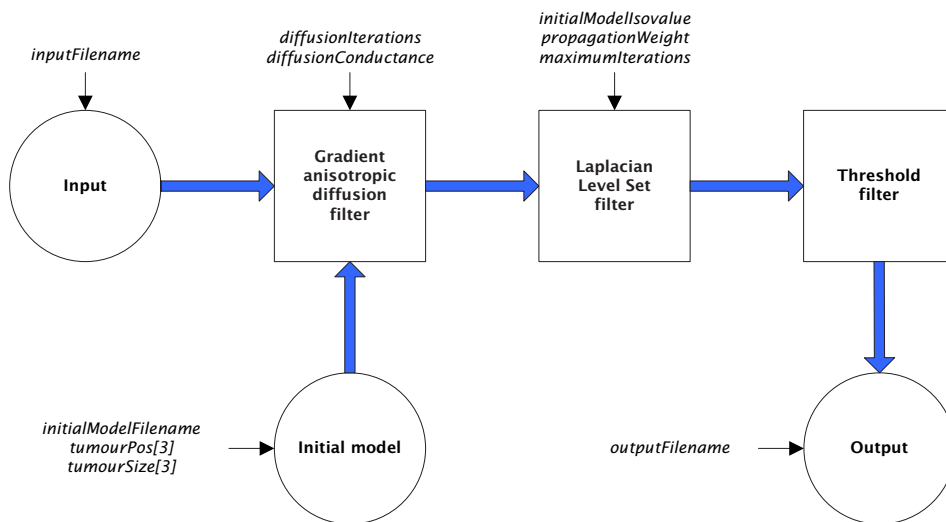 initialModelIsovalue
propagationWeight
maximumIterations
diffusionIterations
diffusionConductance
inputFilename
Input
Gradient
anisotropic
diffusion
filter
Laplacian
Level Set
filter
Threshold
filter
initialModelFilename
tumourPos[3]
tumourSize[3]
Initial model
outputFilename
Output